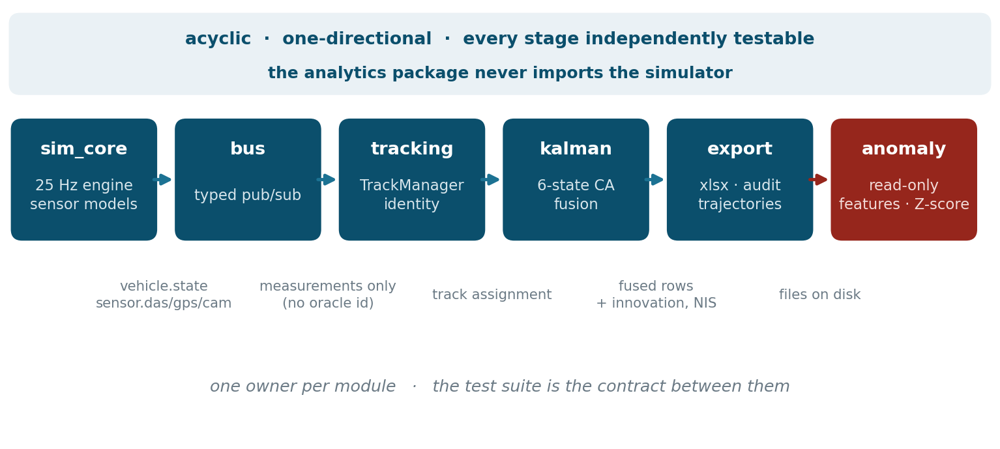 acyclic · one-directional · every stage independently testable
the analytics package never imports the simulator
sim_core
25 Hz engine
sensor models
bus
typed pub/sub
tracking
TrackManager
identity
kalman
6-state CA
fusion
export
xlsx · audit
trajectories
anomaly
read-only
features · Z-score
vehicle.state
sensor.das/gps/cam
measurements only
(no oracle id)
track assignment
fused rows
+ innovation, NIS
files on disk
one owner per module · the test suite is the contract between them